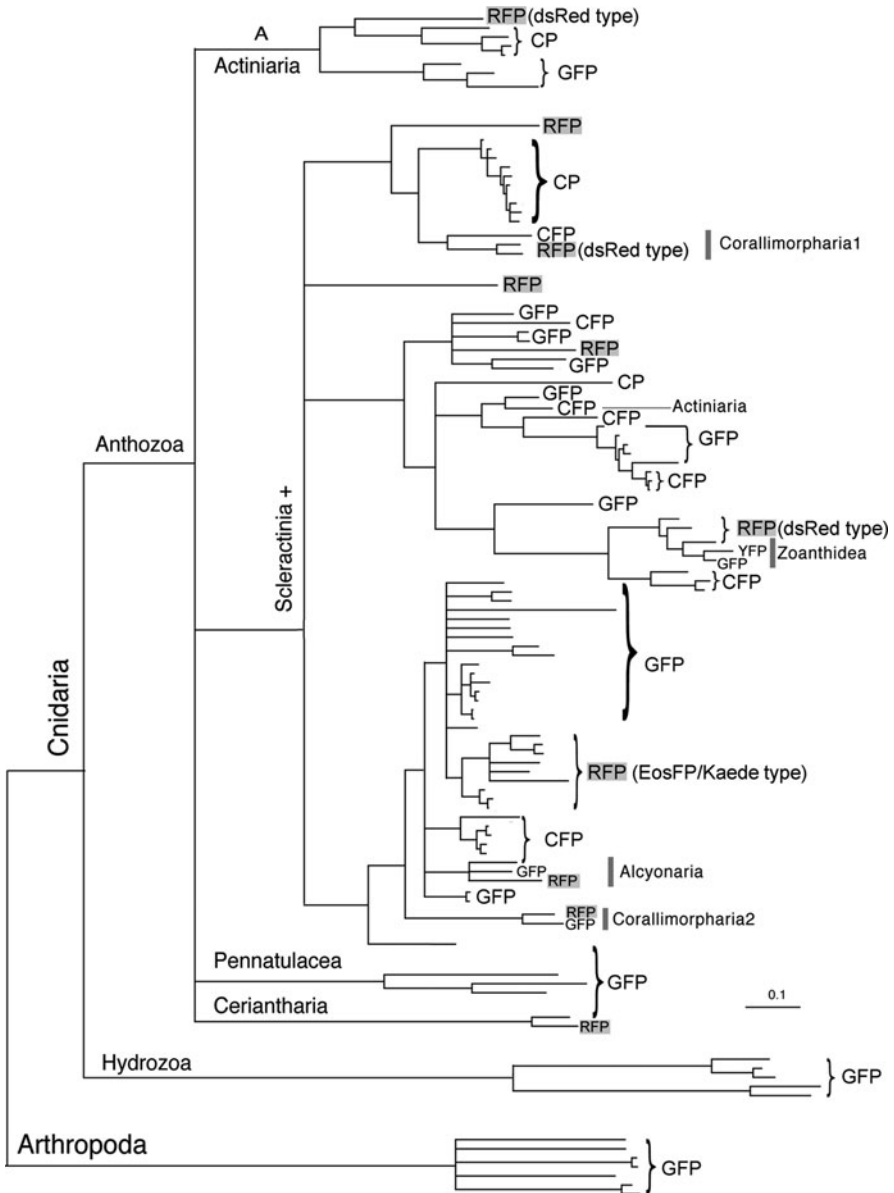 RFP (dsRed type)
A
CP
Actiniaria
GFP
RFP
CP
CFP
RFP (dsRed type)
Corallimorpharia1
RFP
GFP
CFP
GFP
RFP
GFP
CP
GFP
CFP
Actiniaria
CFP
GFP
Anthozoa
CFP
Scleractinia +
GFP
RFP (dsRed type)
YFP
Zoanthidea
GFP
CFP
GFP
Cnidaria
RFP (EosFP/Kaede type)
CFP
GFP
Alcyonaria
RFP
GFP
RFP
GFP
Corallimorpharia2
Pennatulacea
GFP
0.1
Ceriantharia
RFP
Hydrozoa
GFP
Arthropoda
GFP